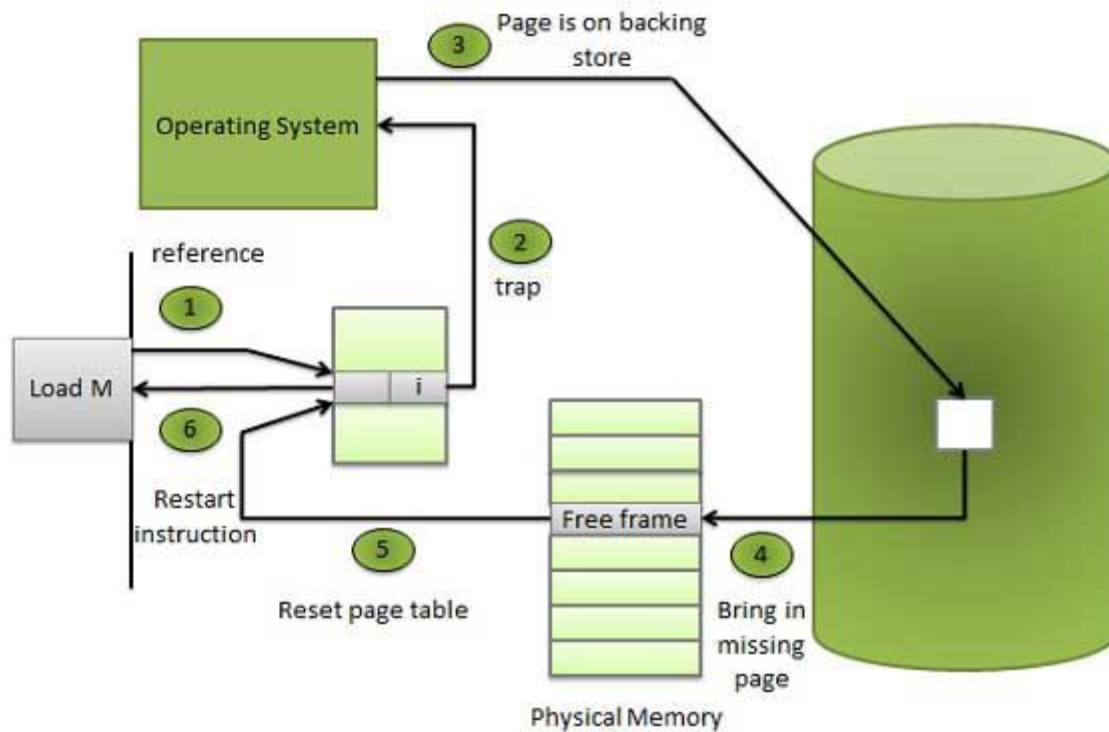 Page is on backing
store
3
Operating System
2
trap
reference
1
Load M
i
6
Restart
instruction
Free frame
5
4
Reset page table
Bring in
missing
page
Physical Memory